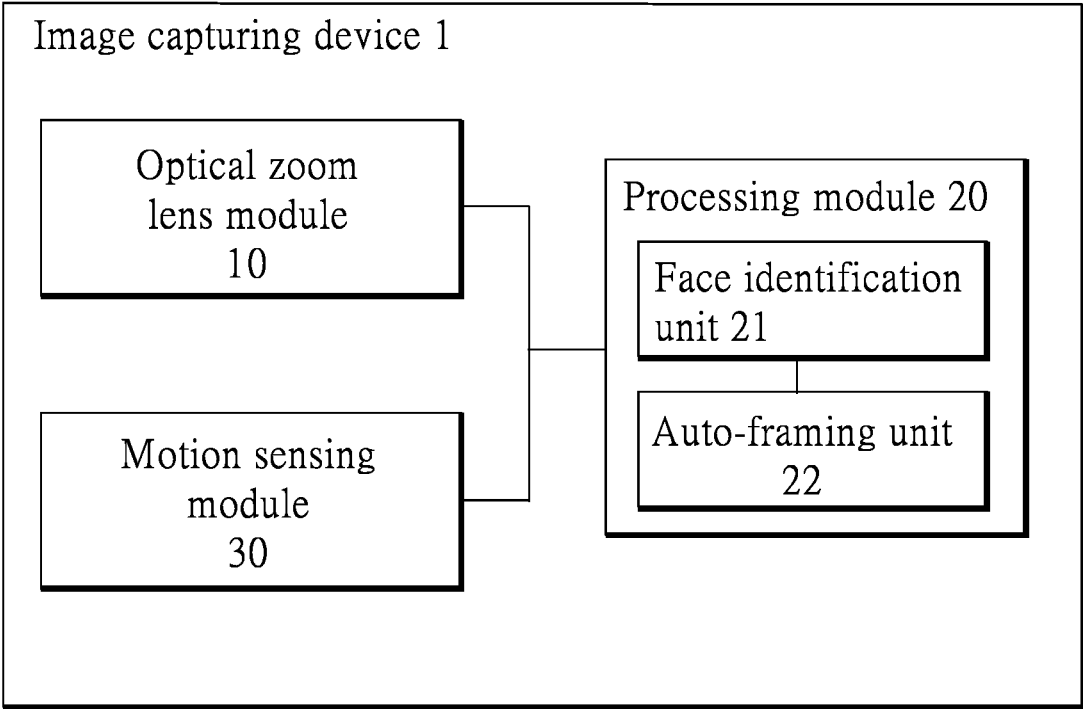 Image capturing device 1
Optical zoom
lens module
10
Motion sensing
module
30
Processing module 20
Face identification
unit 21
Auto-framing unit
22